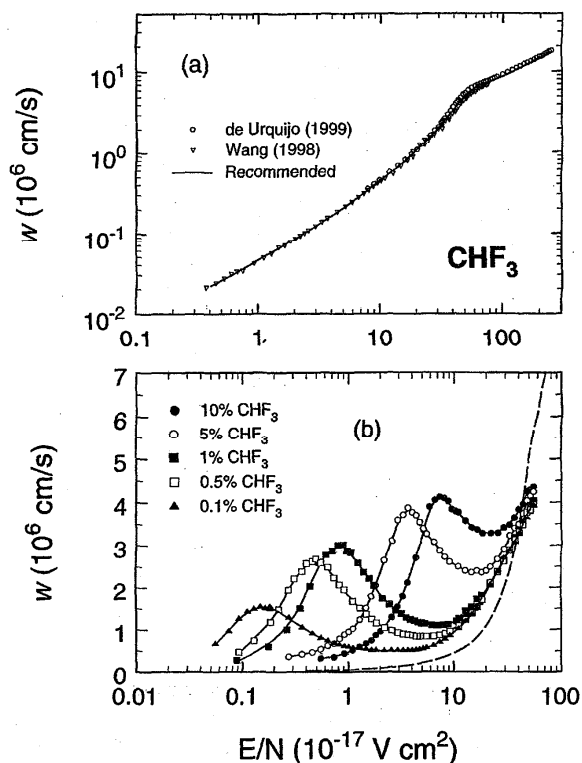 (a)
10¹
10⁰
10⁻¹
10⁻²
w (10⁶ cm/s)
de Urquijo (1999)
Wang (1998)
Recommended
CHF₃
0.1
1
10
100
(b)
7
6
5
4
3
2
1
0
w (10⁶ cm/s)
10% CHF₃
5% CHF₃
1% CHF₃
0.5% CHF₃
0.1% CHF₃
0.01
0.1
1
10
100
E/N (10⁻¹⁷ V cm²)